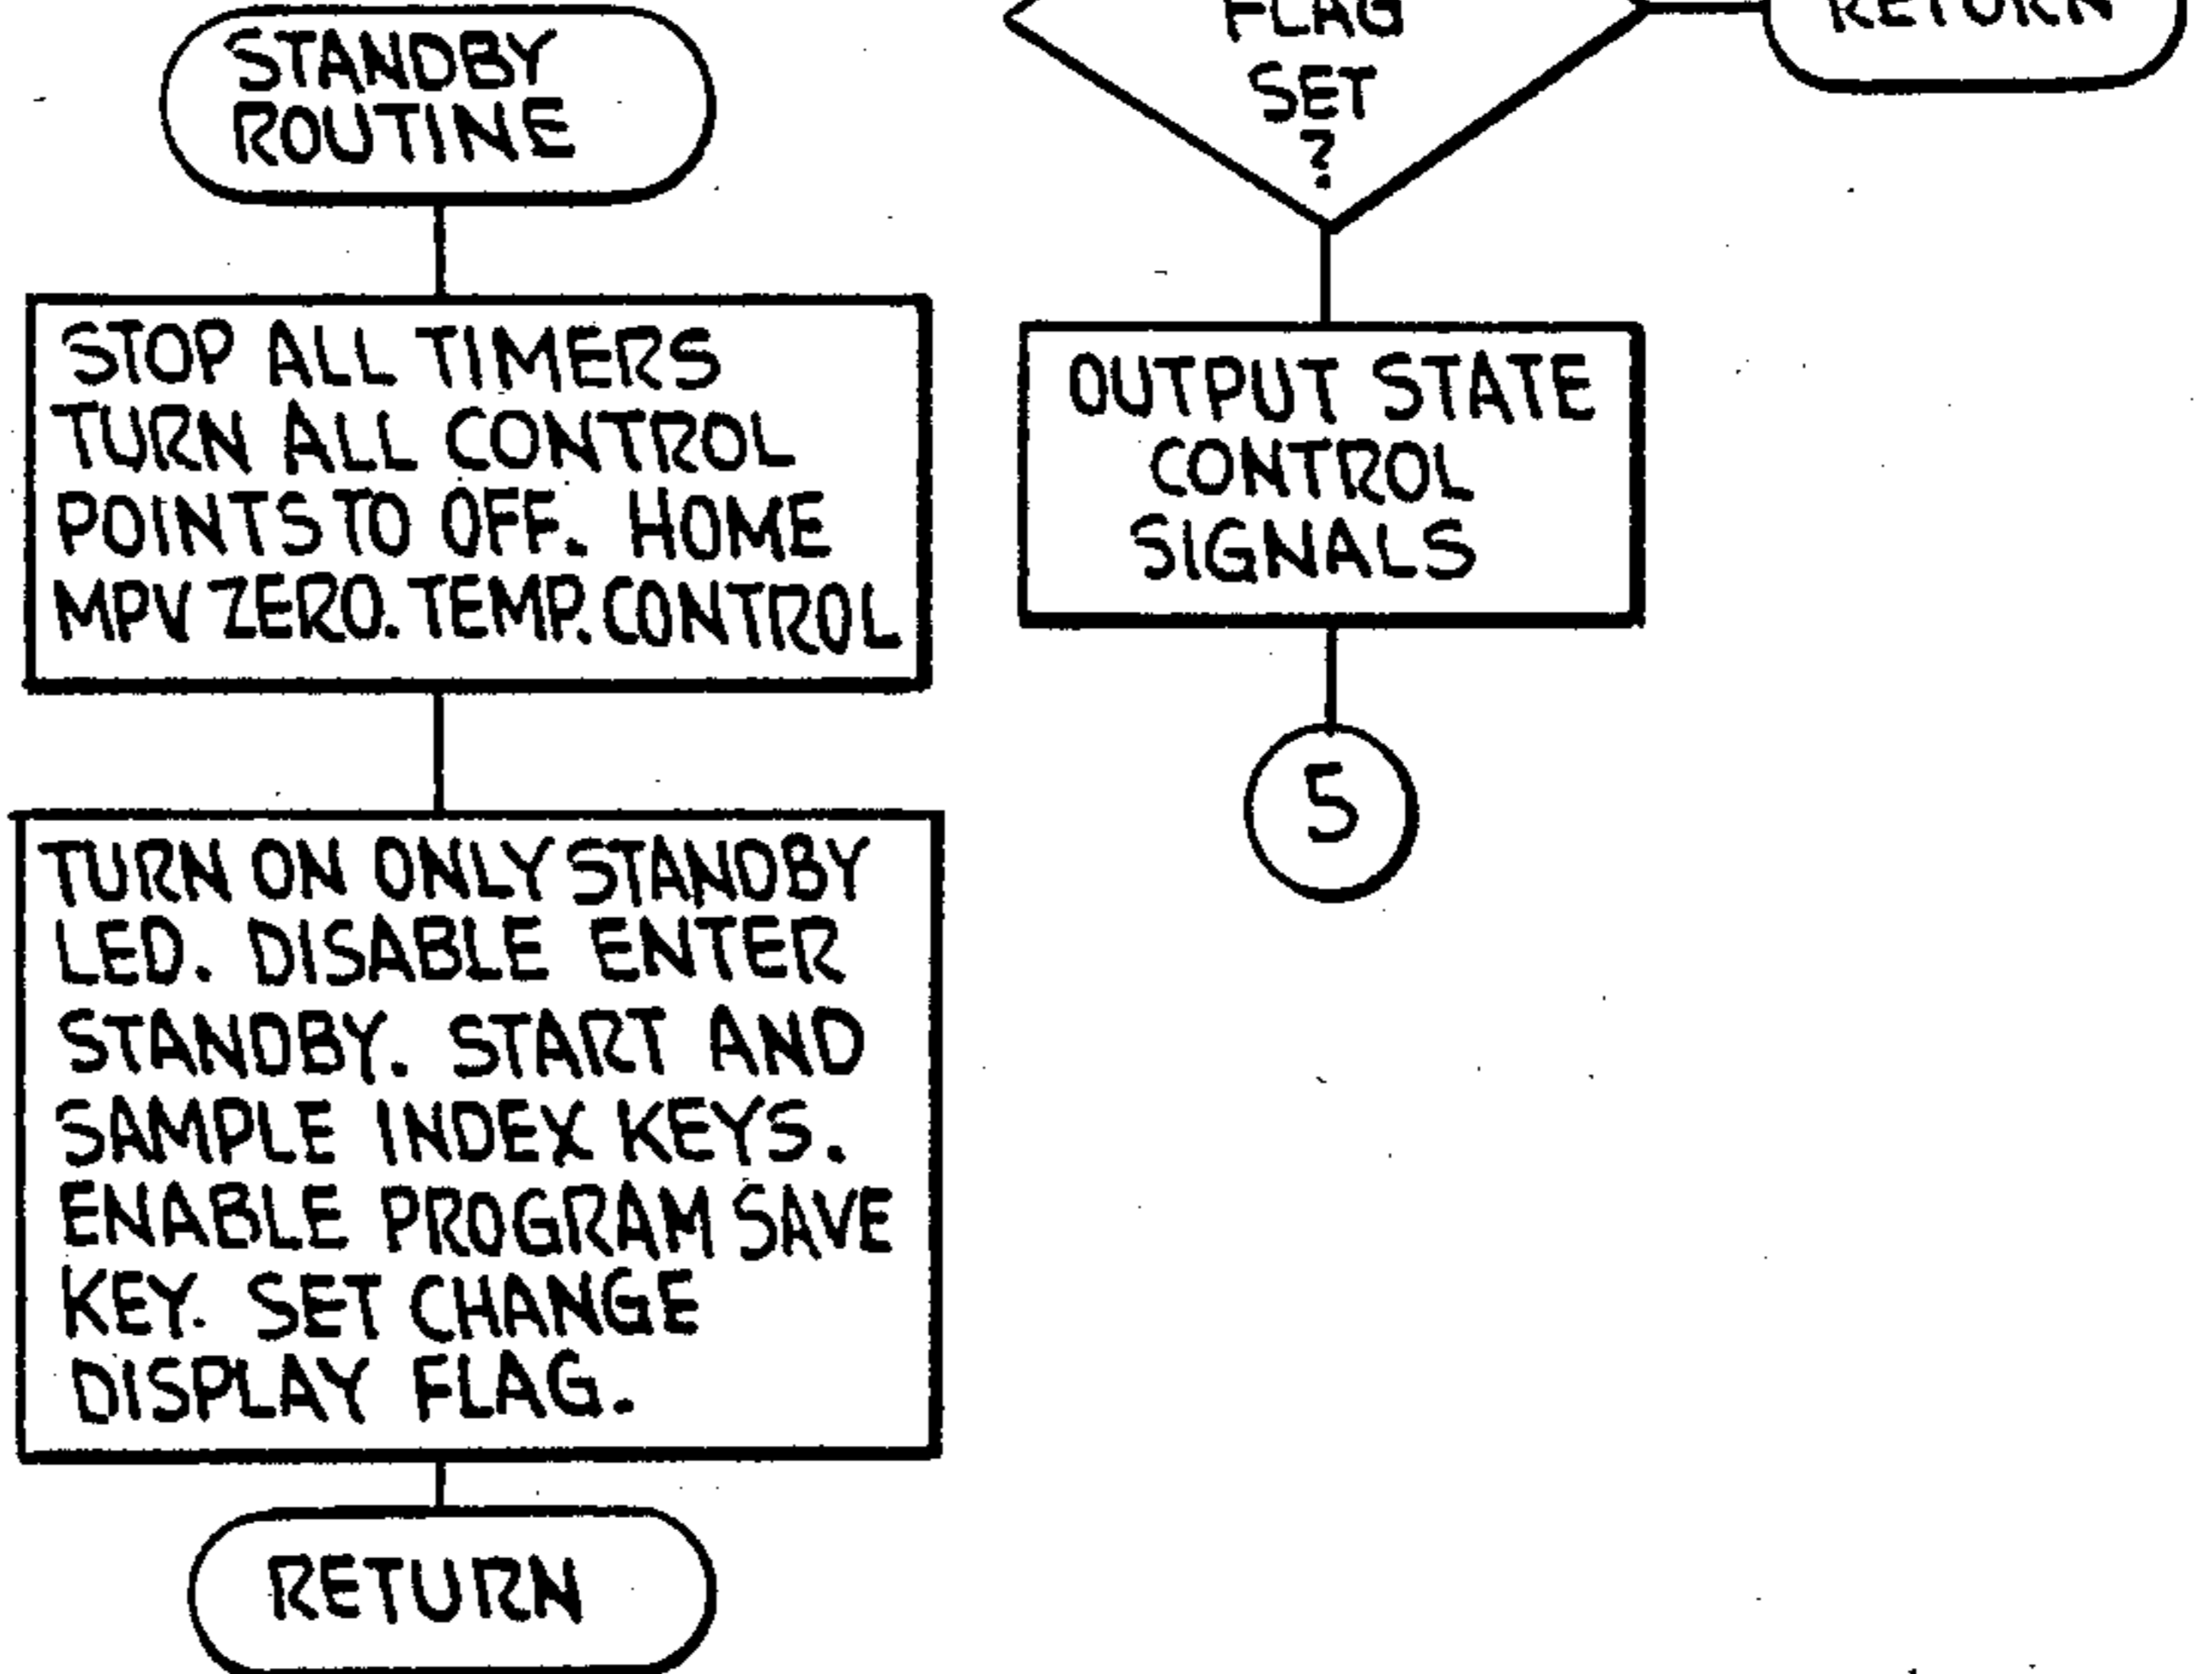 STANDBY
ROUTINE
STOP ALL TIMERS
TURN ALL CONTROL
POINTS TO OFF. HOME
MPV ZERO. TEMP. CONTROL
TURN ON ONLY STANDBY
LED. DISABLE ENTER
STANDBY. START AND
SAMPLE INDEX KEYS.
ENABLE PROGRAM SAVE
KEY. SET CHANGE
DISPLAY FLAG.
RETURN
FLAG
SET
?
RETURN
OUTPUT STATE
CONTROL
SIGNALS
5